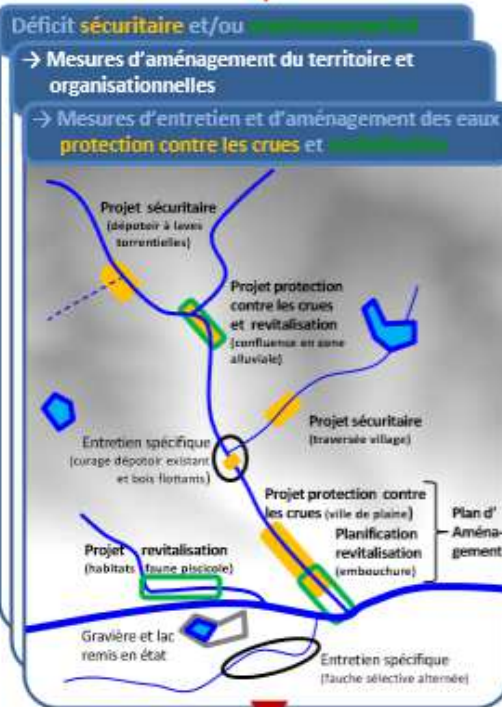 Déficit sécuritaire et/ou
→ Mesures d'aménagement du territoire et
organisationnelles
→ Mesures d'entretien et d'aménagement des eaux
protection contre les crues et
Projet sécuritaire
(dépotoir à laves
torrentielles)
Projet protection
contre les crues
et revitalisation
(confluence en zone
alluviale)
Projet sécuritaire
(traversée village)
Entretien spécifique
(curage dépotoir existant
et bois flottants)
Projet protection contre
les crues (ville de plaine)
Planification
revitalisation
(embouchure)
Plan d'
Aména-
gement
Projet revitalisation
(habitats faune piscicole)
Gravière et lac
remis en état
Entretien spécifique
(fauche sélective alternée)